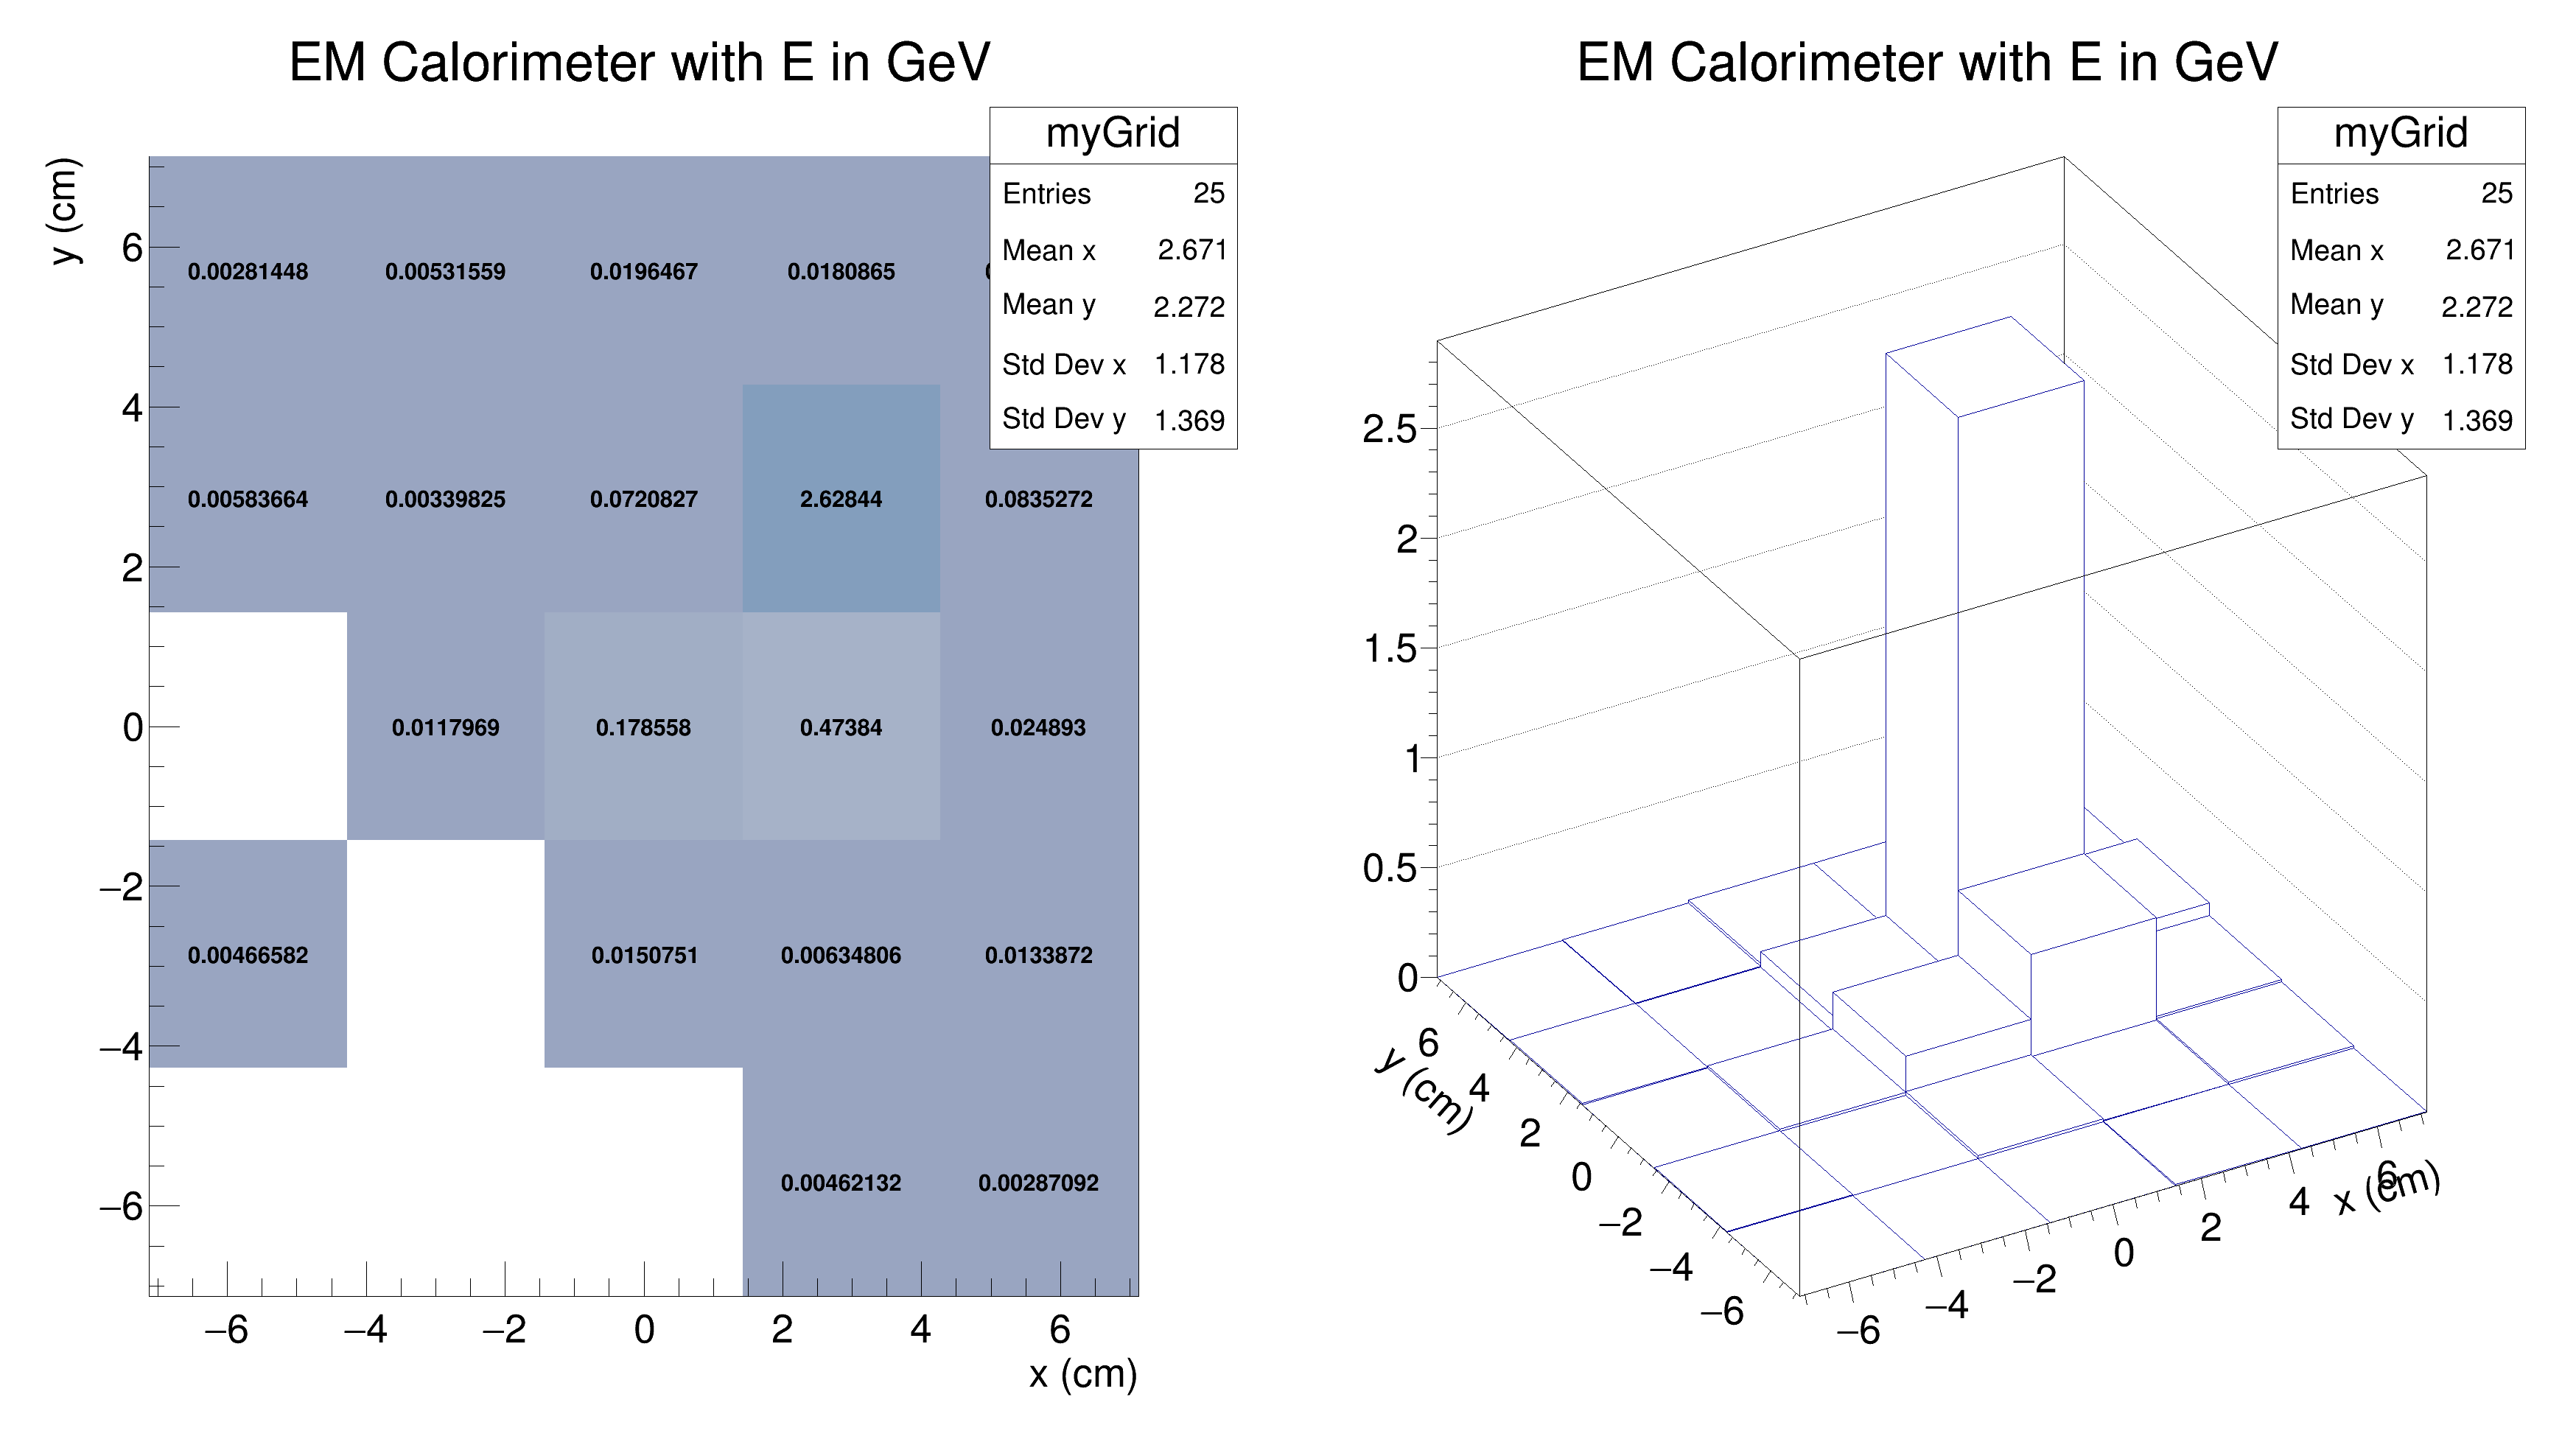 EM Calorimeter with E in GeV
myGrid
Entries 25
Mean x 2.671
Mean y 2.272
Std Dev x 1.178
Std Dev y 1.369
y (cm)
6
4
2
0
−2
−4
−6
0.00281448 0.00531559 0.0196467 0.0180865
0.00583664 0.00339825 0.0720827 2.62844 0.0835272
0.0117969 0.178558 0.47384 0.024893
0.00466582 0.0150751 0.00634806 0.0133872
0.00462132 0.00287092
−6 −4 −2 0 2 4 6
x (cm)
EM Calorimeter with E in GeV
myGrid
Entries 25
Mean x 2.671
Mean y 2.272
Std Dev x 1.178
Std Dev y 1.369
2.5
2
1.5
1
0.5
0
6
4
2
0
−2
−4
−6
y (cm)
−6 −4 −2 0 2 4 6
x (cm)